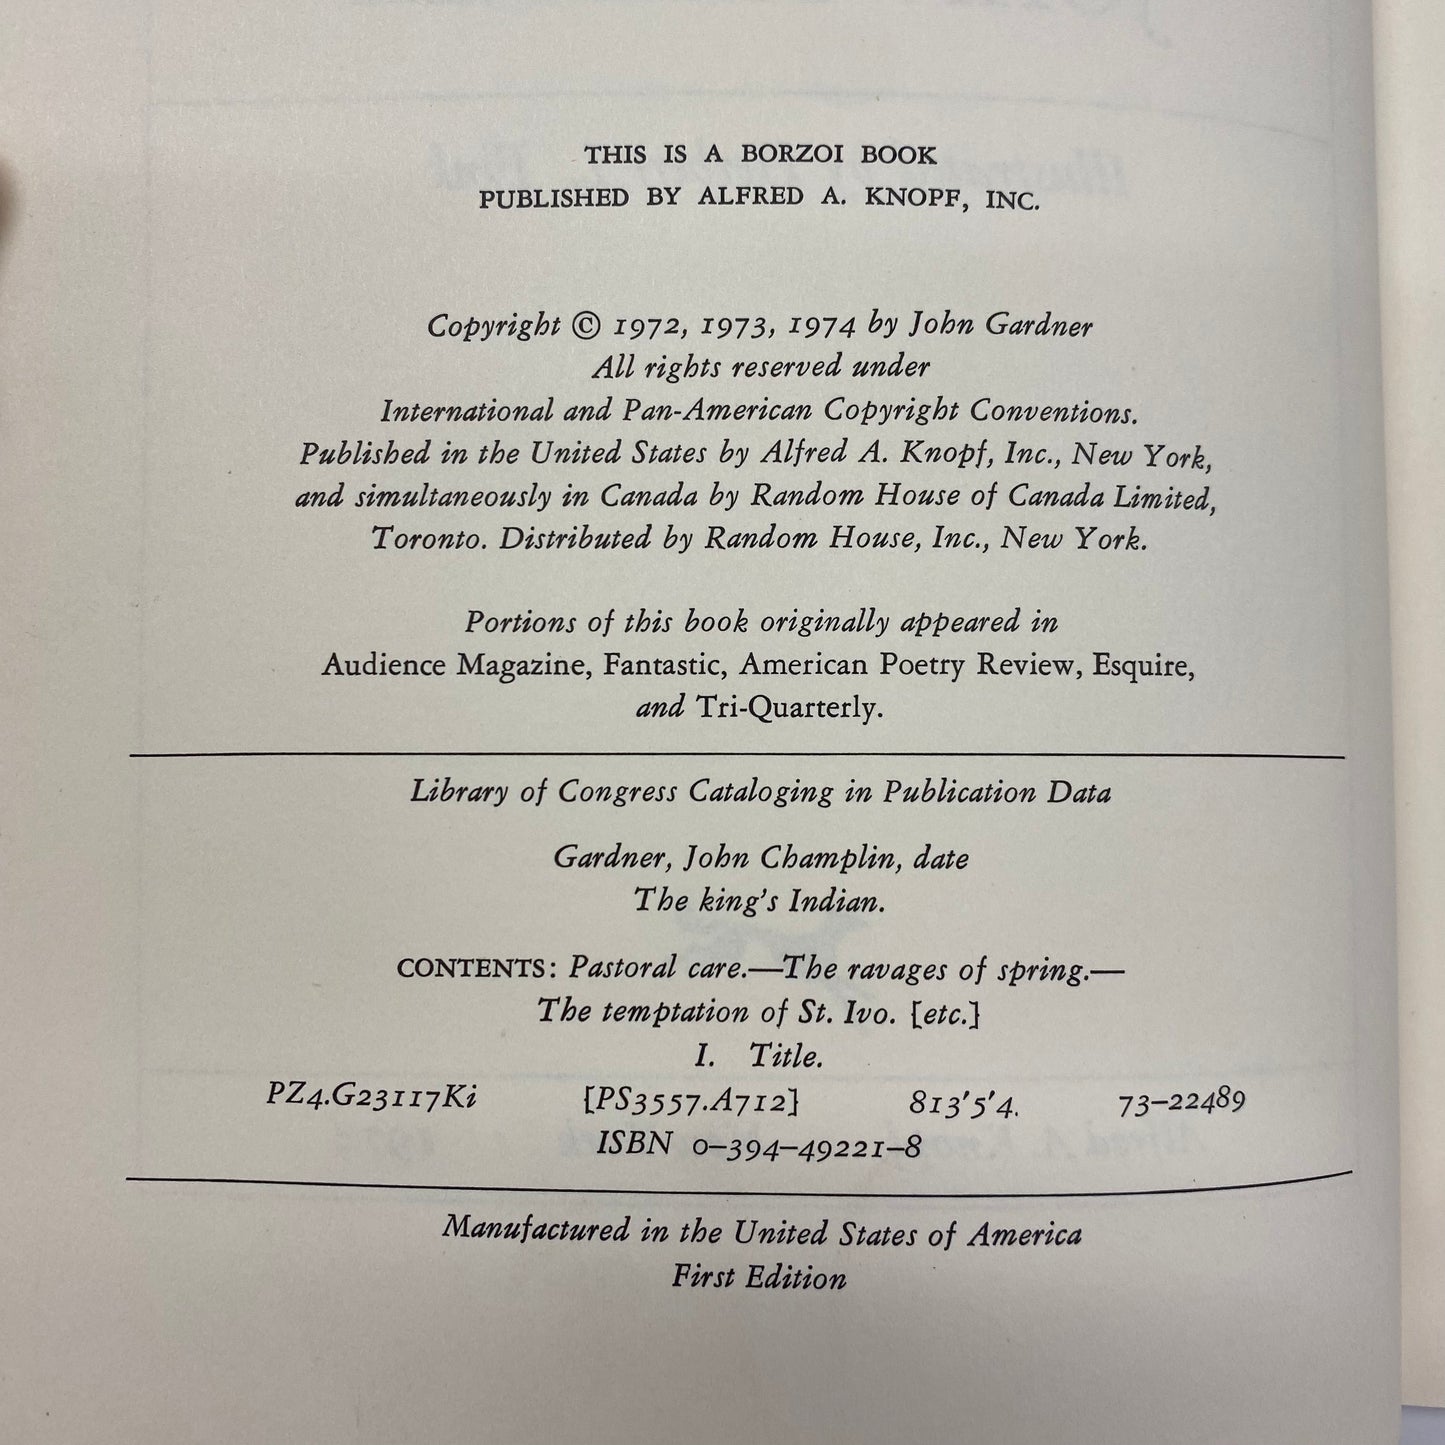 THIS IS A BORZOI BOOK
PUBLISHED BY ALFRED A. KNOPF, INC.
Copyright © 1972, 1973, 1974 by John Gardner
All rights reserved under
International and Pan-American Copyright Conventions.
Published in the United States by Alfred A. Knopf, Inc., New York,
and simultaneously in Canada by Random House of Canada Limited,
Toronto. Distributed by Random House, Inc., New York.
Portions of this book originally appeared in
Audience Magazine, Fantastic, American Poetry Review, Esquire,
and Tri-Quarterly.
Library of Congress Cataloging in Publication Data
Gardner, John Champlin, date
The king's Indian.
CONTENTS: Pastoral care.—The ravages of spring.—
The temptation of St. Ivo. [etc.]
I. Title.
PZ4.G23117Ki [PS3557.A712] 813'5'4. 73–22489
ISBN 0–394–49221–8
Manufactured in the United States of America
First Edition